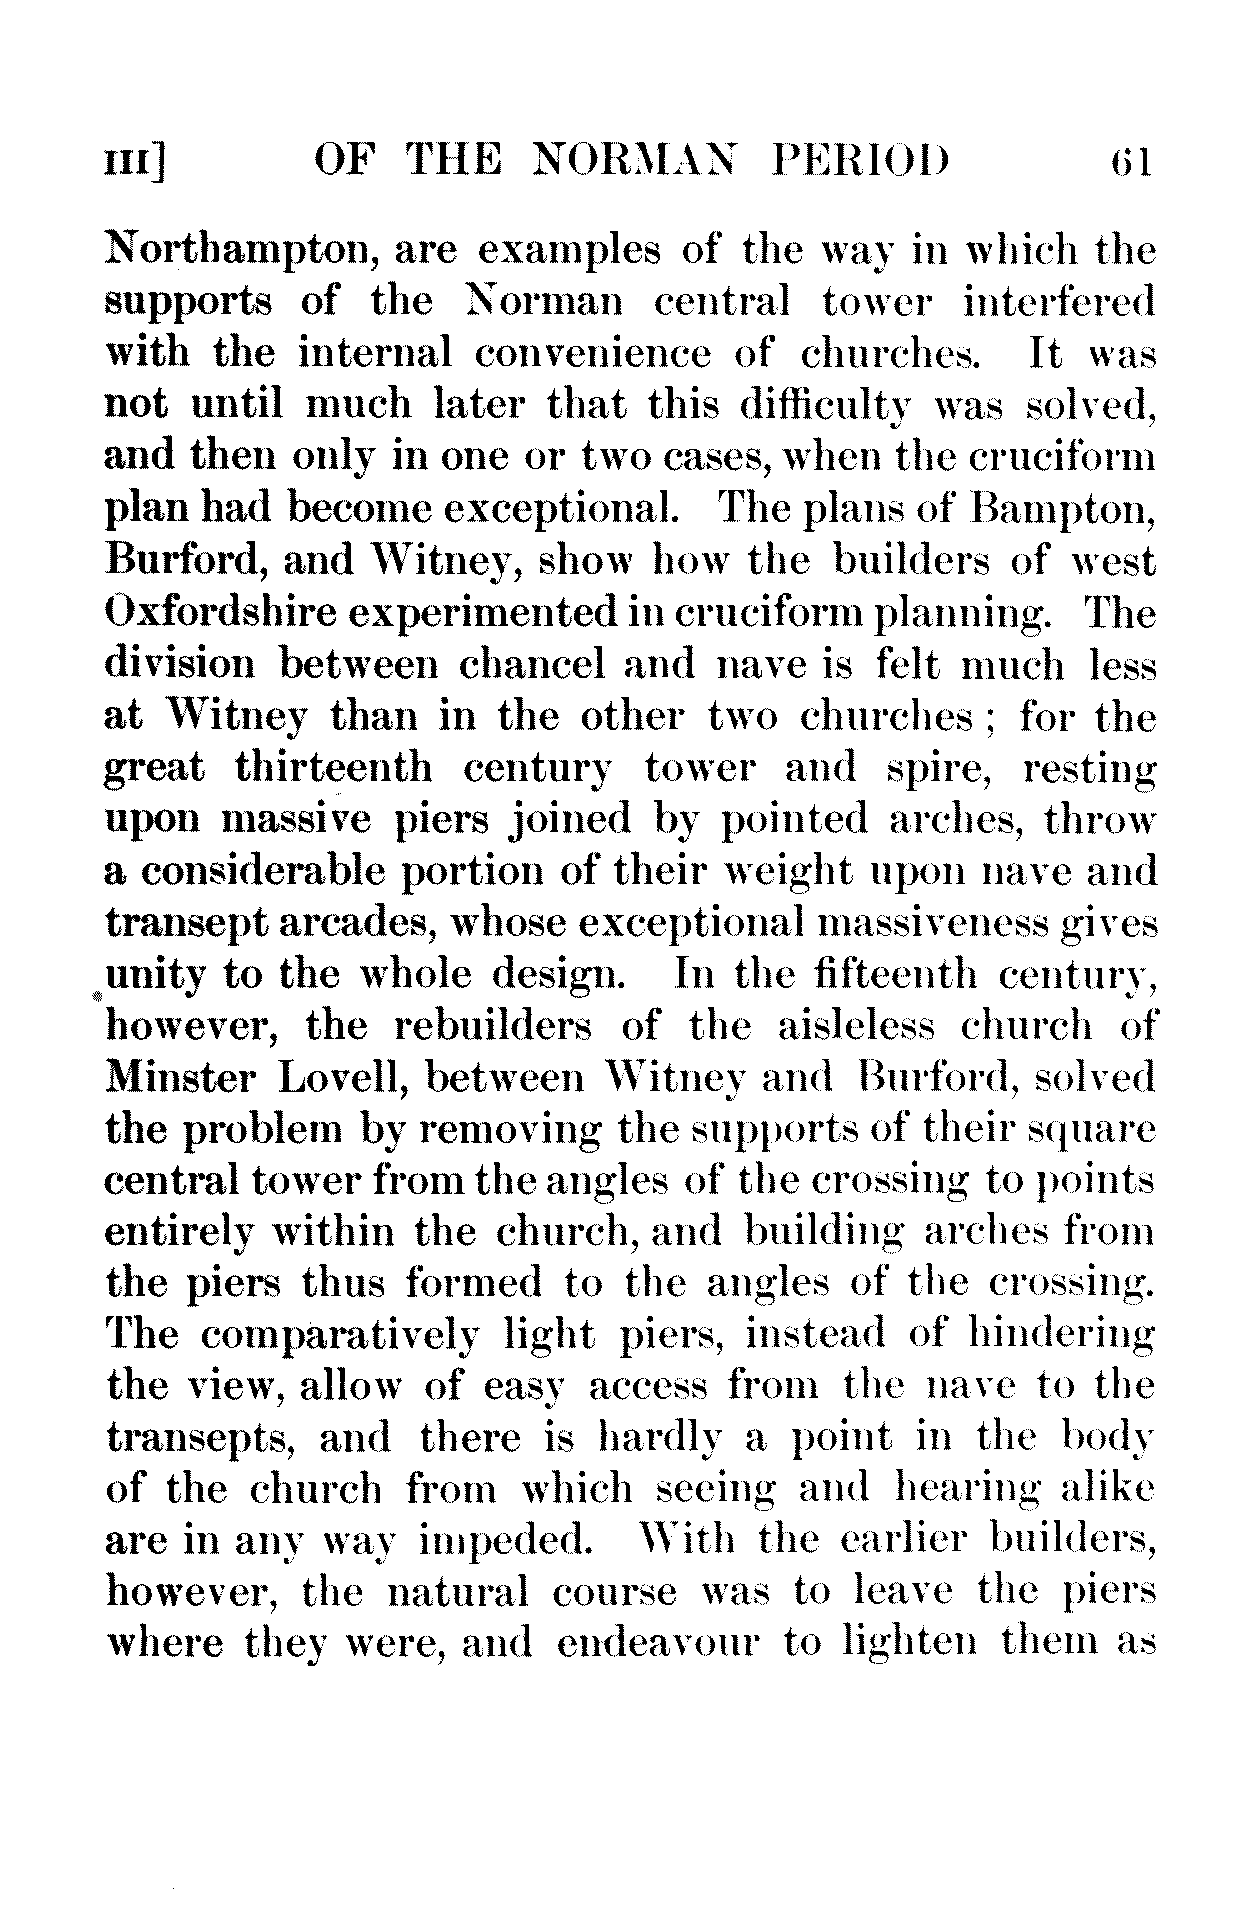 III] OF THE NORMAN PERIOD 61
Northampton, are examples of the way in which the
supports of the Norman central tower interfered
with the internal convenience of churches. It was
not until much later that this difficulty was solved,
and then only in one or two cases, when the cruciform
plan had become exceptional. The plans of Bampton,
Burford, and Witney, show how the builders of west
Oxfordshire experimented in cruciform planning. The
division between chancel and nave is felt much less
at Witney than in the other two churches ; for the
great thirteenth century tower and spire, resting
upon massive piers joined by pointed arches, throw
a considerable portion of their weight upon nave and
transept arcades, whose exceptional massiveness gives
unity to the whole design. In the fifteenth century,
however, the rebuilders of the aisleless church of
Minster Lovell, between Witney and Burford, solved
the problem by removing the supports of their square
central tower from the angles of the crossing to points
entirely within the church, and building arches from
the piers thus formed to the angles of the crossing.
The comparatively light piers, instead of hindering
the view, allow of easy access from the nave to the
transepts, and there is hardly a point in the body
of the church from which seeing and hearing alike
are in any way impeded. With the earlier builders,
however, the natural course was to leave the piers
where they were, and endeavour to lighten them as